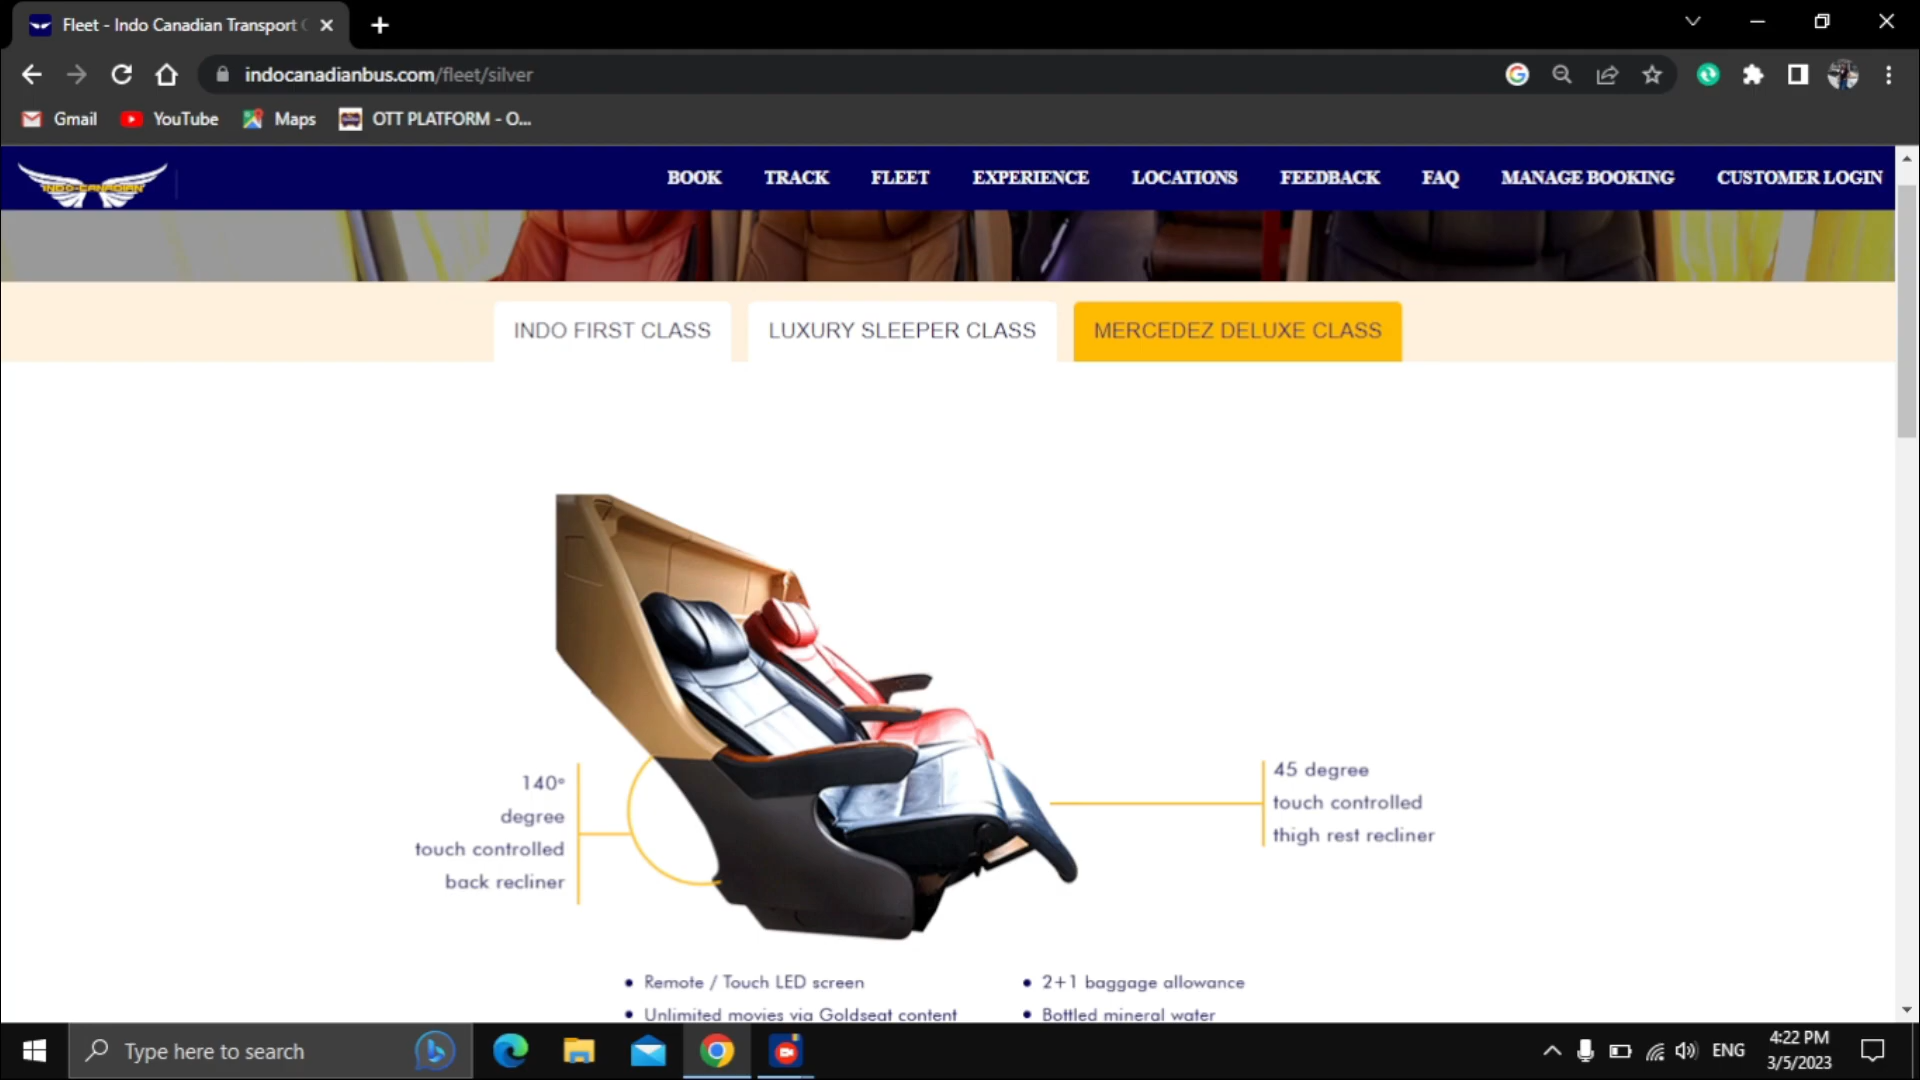 Fleet - Indo Canadian Transport
indocanadianbus.com/fleet/silver
Gmail YouTube Maps OTT PLATFORM - O...
INDO-CANADIAN
BOOK TRACK FLEET EXPERIENCE LOCATIONS FEEDBACK FAQ MANAGE BOOKING CUSTOMER LOGIN
INDO FIRST CLASS LUXURY SLEEPER CLASS MERCEDEZ DELUXE CLASS
140°
degree
touch controlled
back recliner
45 degree
touch controlled
thigh rest recliner
Remote / Touch LED screen
Unlimited movies via Goldseat content
2+1 baggage allowance
Bottled mineral water
Type here to search
ENG
4:22 PM
3/5/2023